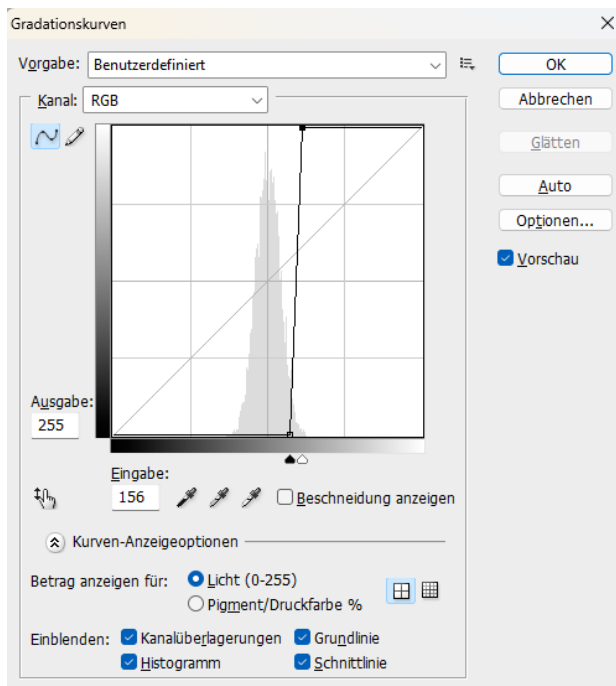 Gradationskurven
Vorgabe: Benutzerdefiniert
OK
Kanal: RGB
Abbrechen
Glätten
Auto
Optionen...
Vorschau
Ausgabe:
255
Eingabe:
156
Beschneidung anzeigen
Kurven-Anzeigeoptionen
Betrag anzeigen für: Licht (0-255)
Pigment/Druckfarbe %
Einblenden: Kanalüberlagerungen Grundlinie
Histogramm Schnittlinie